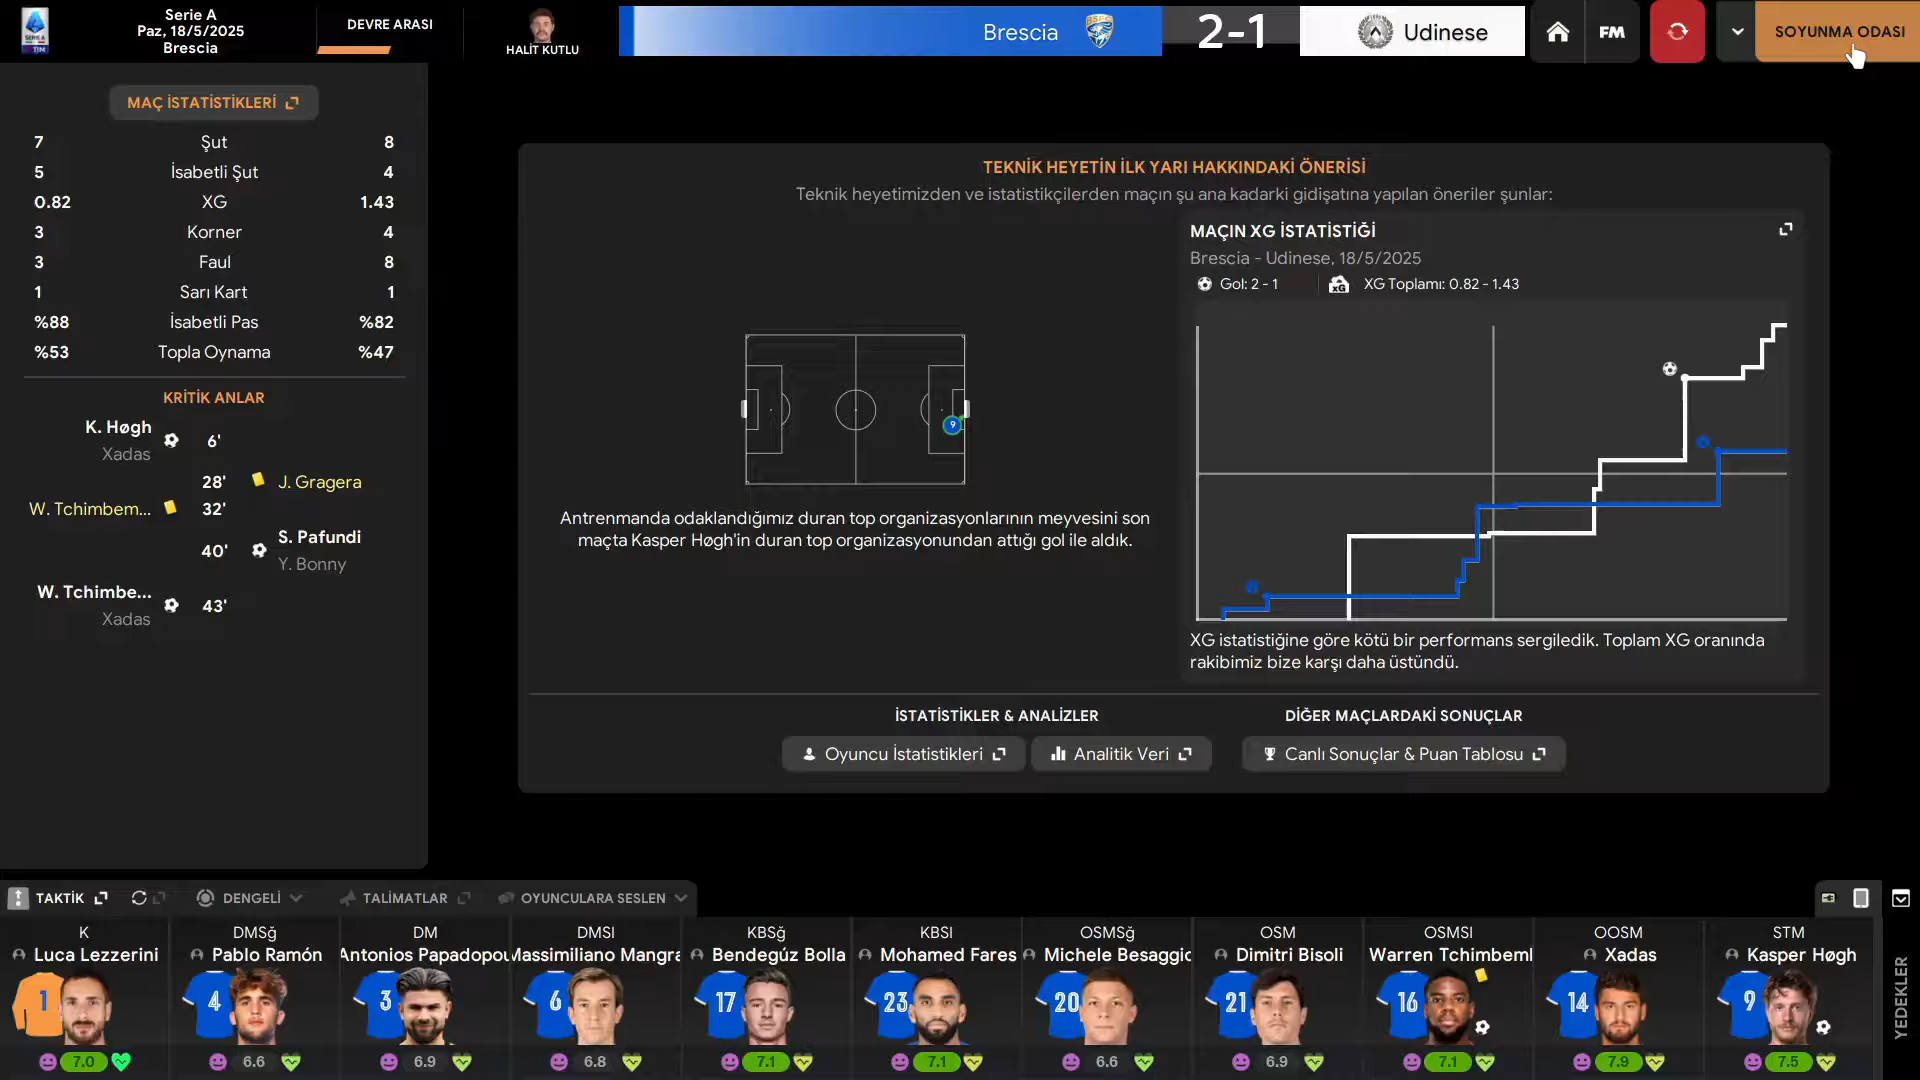 Serie A
Paz, 18/5/2025
Brescia
DEVRE ARASI
HALİT KUTLU
Brescia
2-1
Udinese
FM
SOYUNMA ODASI
MAÇ İSTATİSTİKLERİ
7 Şut 8
5 İsabetli Şut 4
0.82 XG 1.43
3 Korner 4
3 Faul 8
1 Sarı Kart 1
%88 İsabetli Pas %82
%53 Topla Oynama %47
KRİTİK ANLAR
K. Høgh 6'
Xadas
28' J. Gragera
W. Tchimbem... 32'
40' S. Pafundi
Y. Bonny
W. Tchimbe... 43'
Xadas
TEKNİK HEYETİN İLK YARI HAKKINDAKİ ÖNERİSİ
Teknik heyetimizden ve istatistikçilerden maçın şu ana kadarki gidişatına yapılan öneriler şunlar:
9
Antrenmanda odaklandığımız duran top organizasyonlarının meyvesini son
maçta Kasper Høgh'in duran top organizasyonundan attığı gol ile aldık.
MAÇIN XG İSTATİSTİĞİ
Brescia - Udinese, 18/5/2025
Gol: 2 - 1
XG Toplamı: 0.82 - 1.43
XG istatistiğine göre kötü bir performans sergiledik. Toplam XG oranında
rakibimiz bize karşı daha üstündü.
İSTATİSTİKLER & ANALİZLER
Oyuncu İstatistikleri
Analitik Veri
DİĞER MAÇLARDAKİ SONUÇLAR
Canlı Sonuçlar & Puan Tablosu
TAKTİK
DENGELİ
TALİMATLAR
OYUNCULARA SESLEN
K
Luca Lezzerini
1
7.0
DMSğ
Pablo Ramón
4
6.6
DM
Antonios Papadopou
3
6.9
DMSl
Massimiliano Mangra
6
6.8
KBSğ
Bendegúz Bolla
17
7.1
KBSl
Mohamed Fares
23
7.1
OSMSğ
Michele Besaggio
20
6.6
OSM
Dimitri Bisoli
21
6.9
OSMSl
Warren Tchimbemb
16
7.1
OOSM
Xadas
14
7.9
STM
Kasper Høgh
9
7.5
YEDEKLER